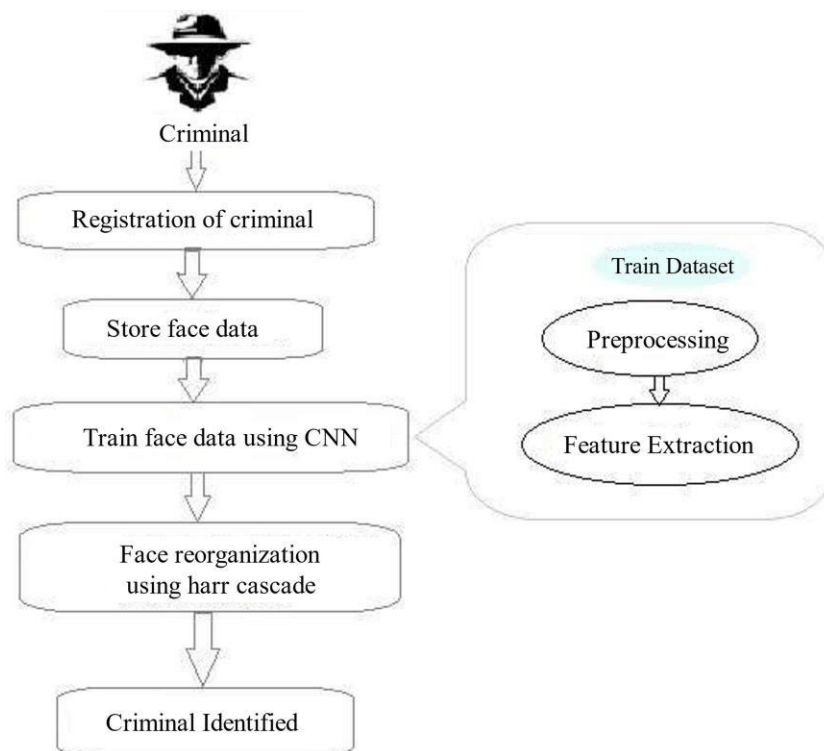 Criminal
Registration of criminal
Store face data
Train face data using CNN
Face reorganization
using harr cascade
Criminal Identified
Train Dataset
Preprocessing
Feature Extraction